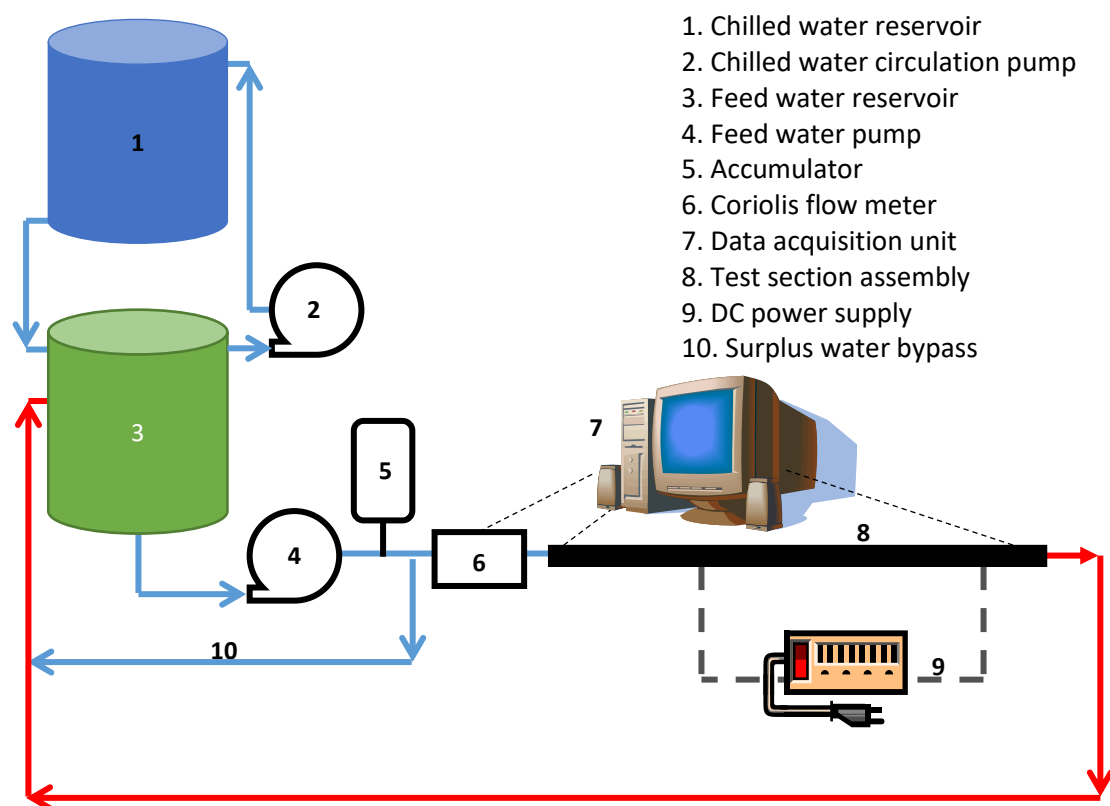 1. Chilled water reservoir
2. Chilled water circulation pump
3. Feed water reservoir
4. Feed water pump
5. Accumulator
6. Coriolis flow meter
7. Data acquisition unit
8. Test section assembly
9. DC power supply
10. Surplus water bypass
1
2
3
7
5
4
6
8
10
9